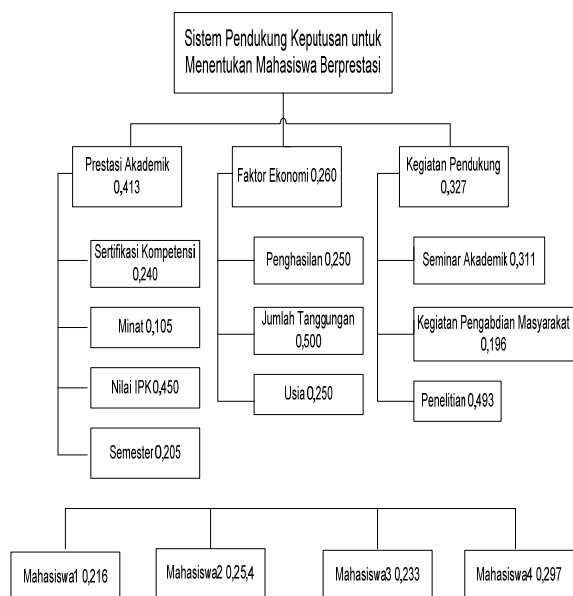 Sistem Pendukung Keputusan untuk
Menentukan Mahasiswa Berprestasi
Prestasi Akademik
0,413
Sertifikasi Kompetensi
0,240
Minat 0,105
Nilai IPK 0,450
Semester 0,205
Faktor Ekonomi 0,260
Penghasilan 0,250
Jumlah Tanggungan
0,500
Usia 0,250
Kegiatan Pendukung
0,327
Seminar Akademik 0,311
Kegiatan Pengabdian Masyarakat
0,196
Penelitian 0,493
Mahasiswa1 0,216
Mahasiswa2 0,25,4
Mahasiswa3 0,233
Mahasiswa4 0,297